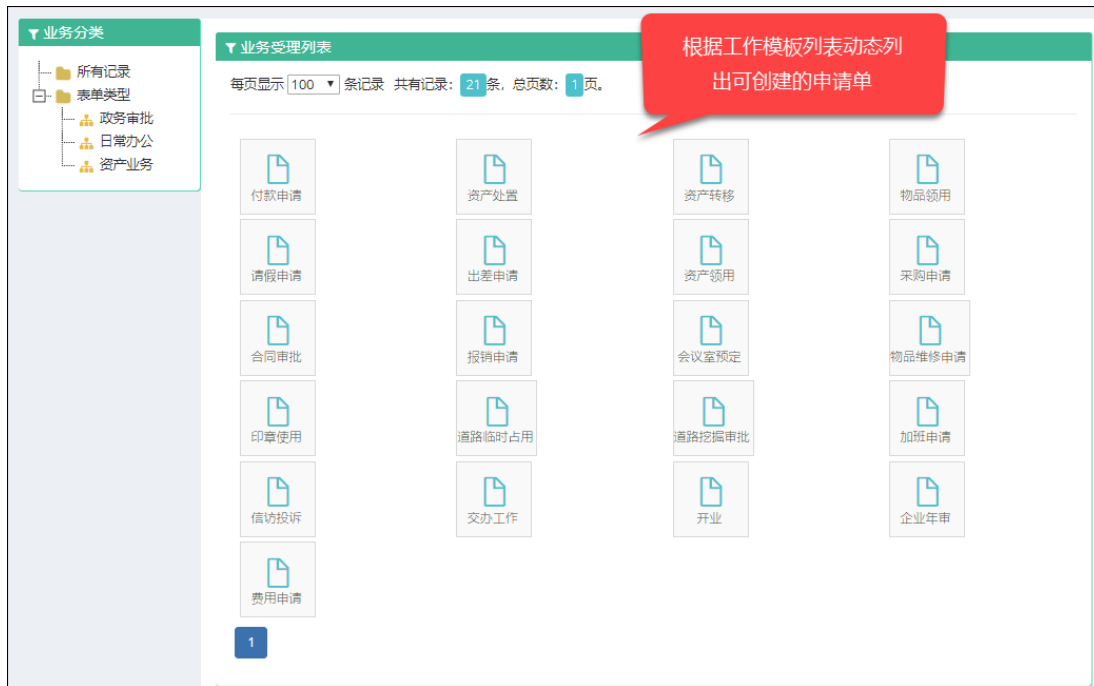 业务分类
所有记录
表单类型
政务审批
日常办公
资产业务
业务受理列表
根据工作模板列表动态列
出可创建的申请单
每页显示 100 条记录 共有记录: 21 条, 总页数: 1 页。
付款申请 资产处置 资产转移 物品领用
请假申请 出差申请 资产领用 采购申请
合同审批 报销申请 会议室预定 物品维修申请
印章使用 道路临时占用 道路挖掘审批 加班申请
信访投诉 交办工作 开业 企业年审
费用申请
1